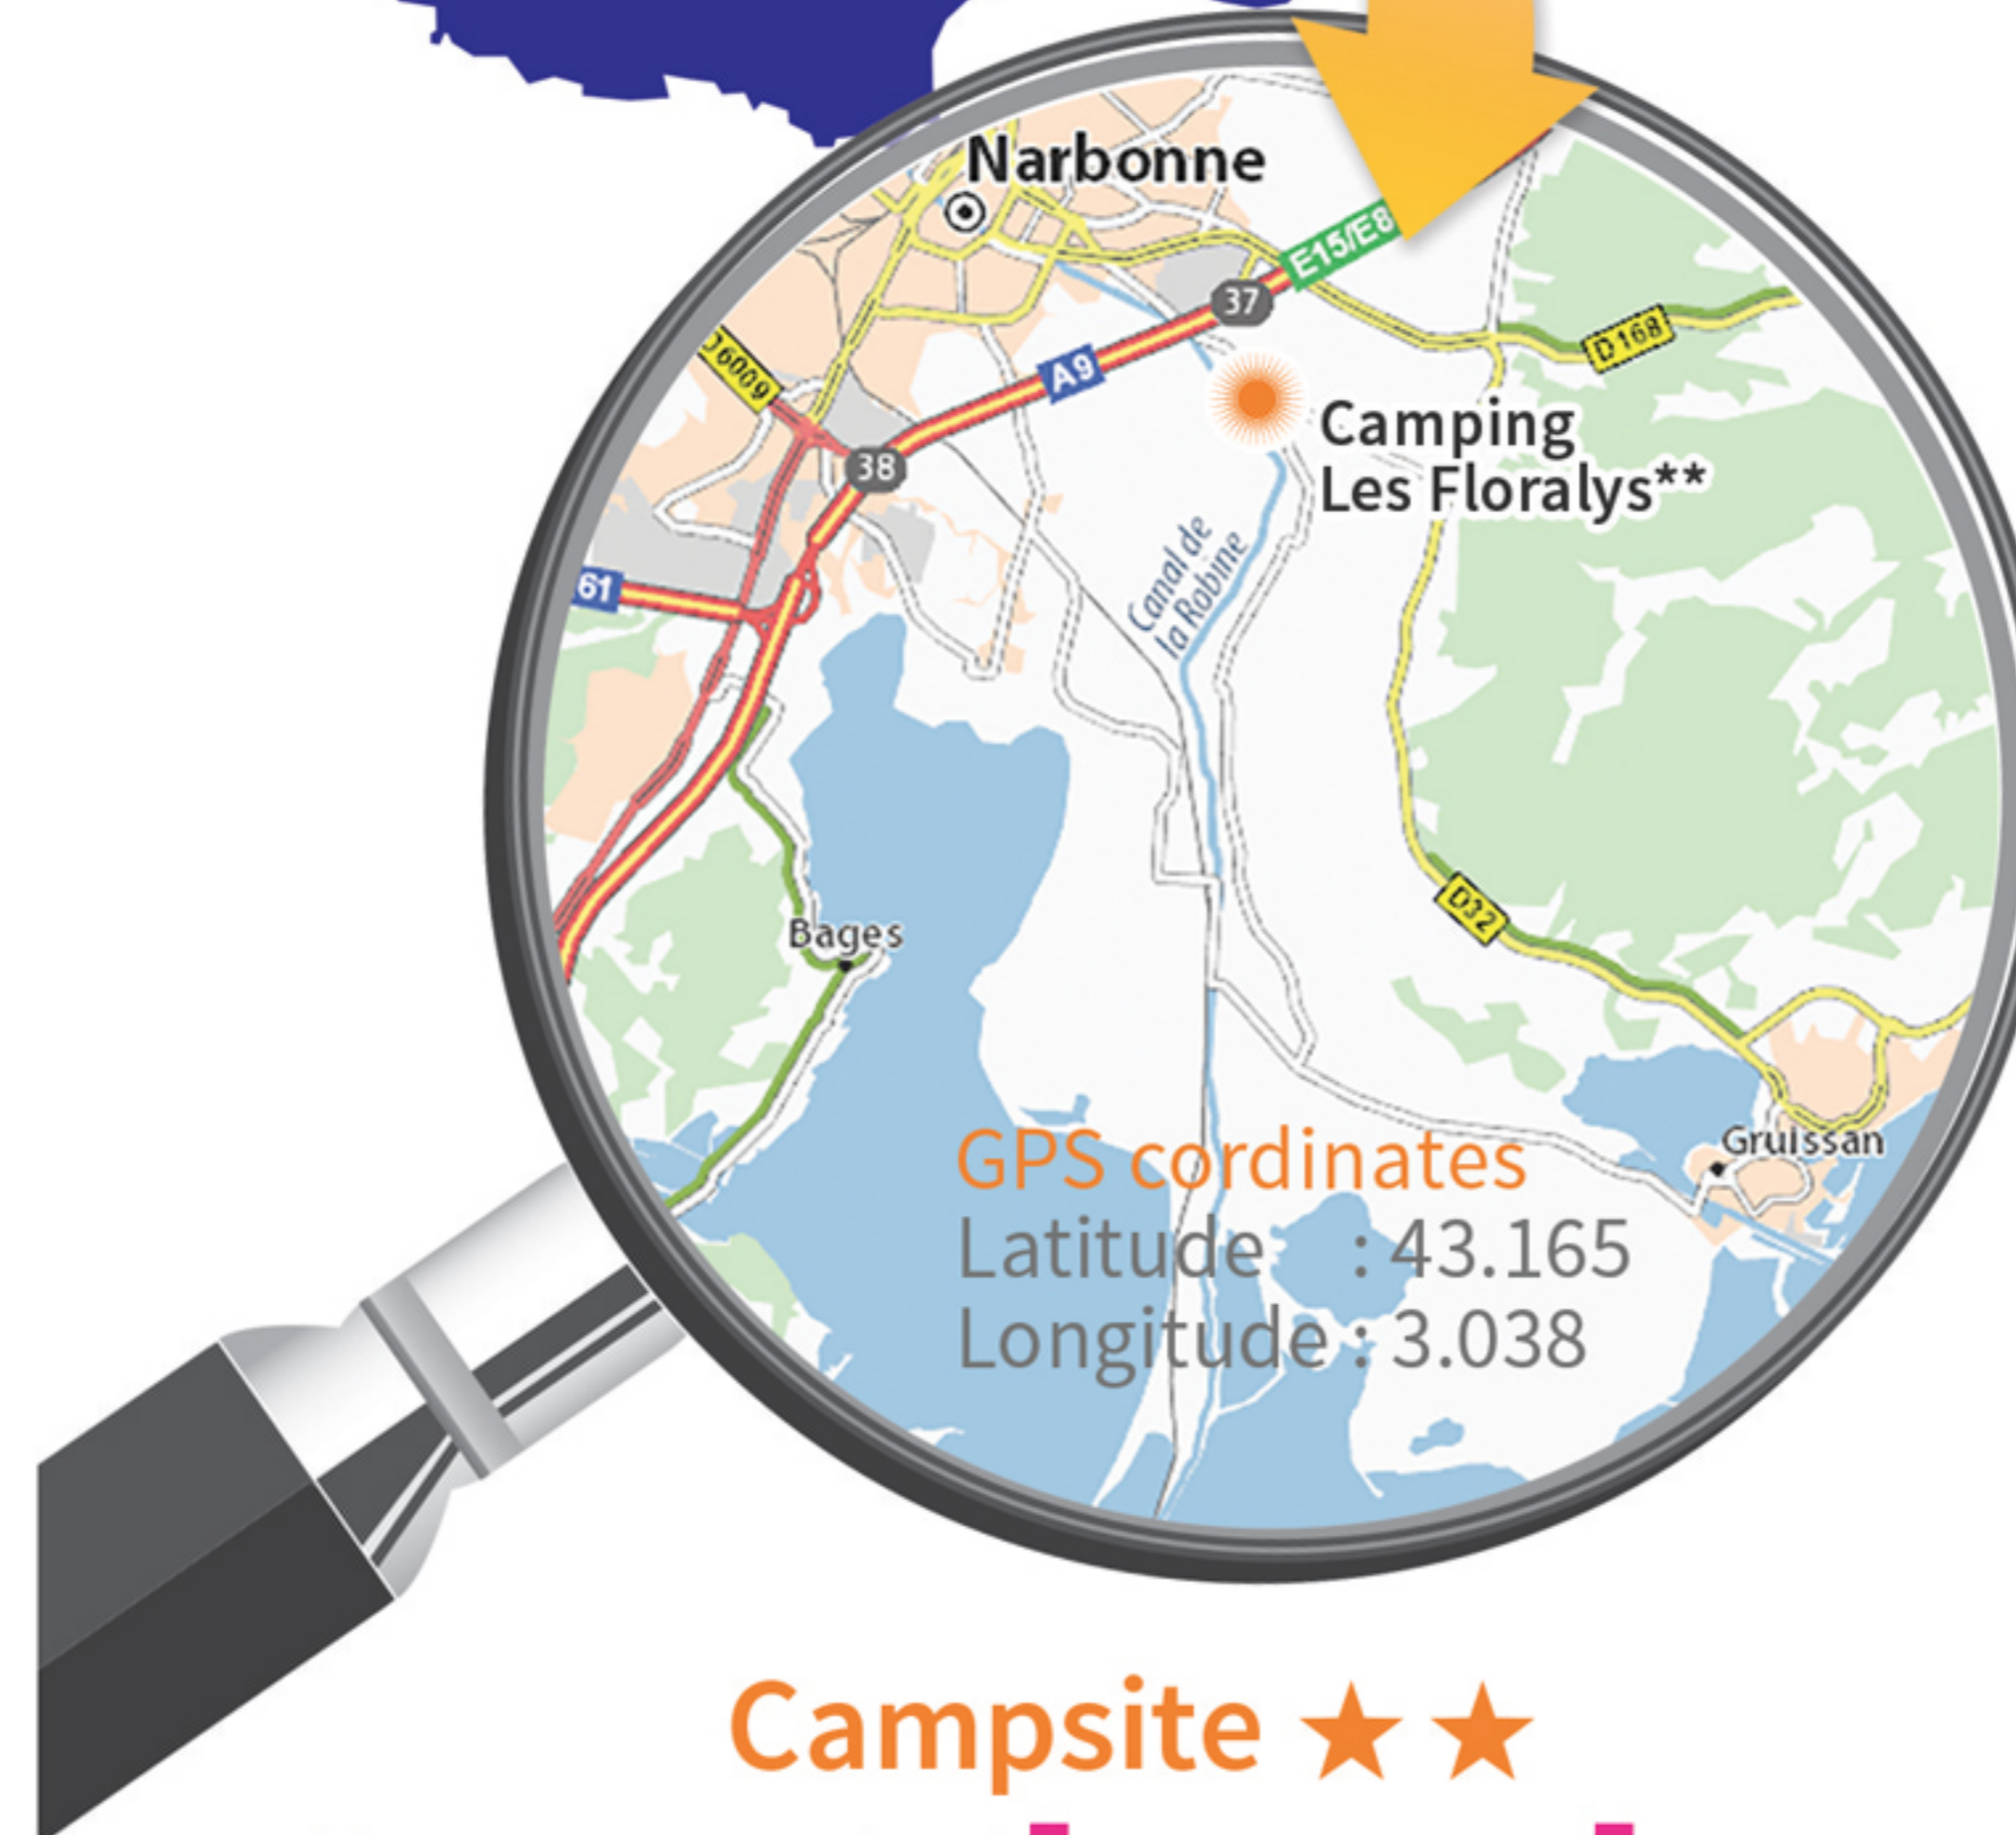 Narbonne
E15/E8
37
D168
A9
D6009
Camping
Les Floralys**
38
Canal de
la Robine
61
D32
Bages
Gruissan
GPS cordinates
Latitude : 43.165
Longitude : 3.038
Campsite ★★